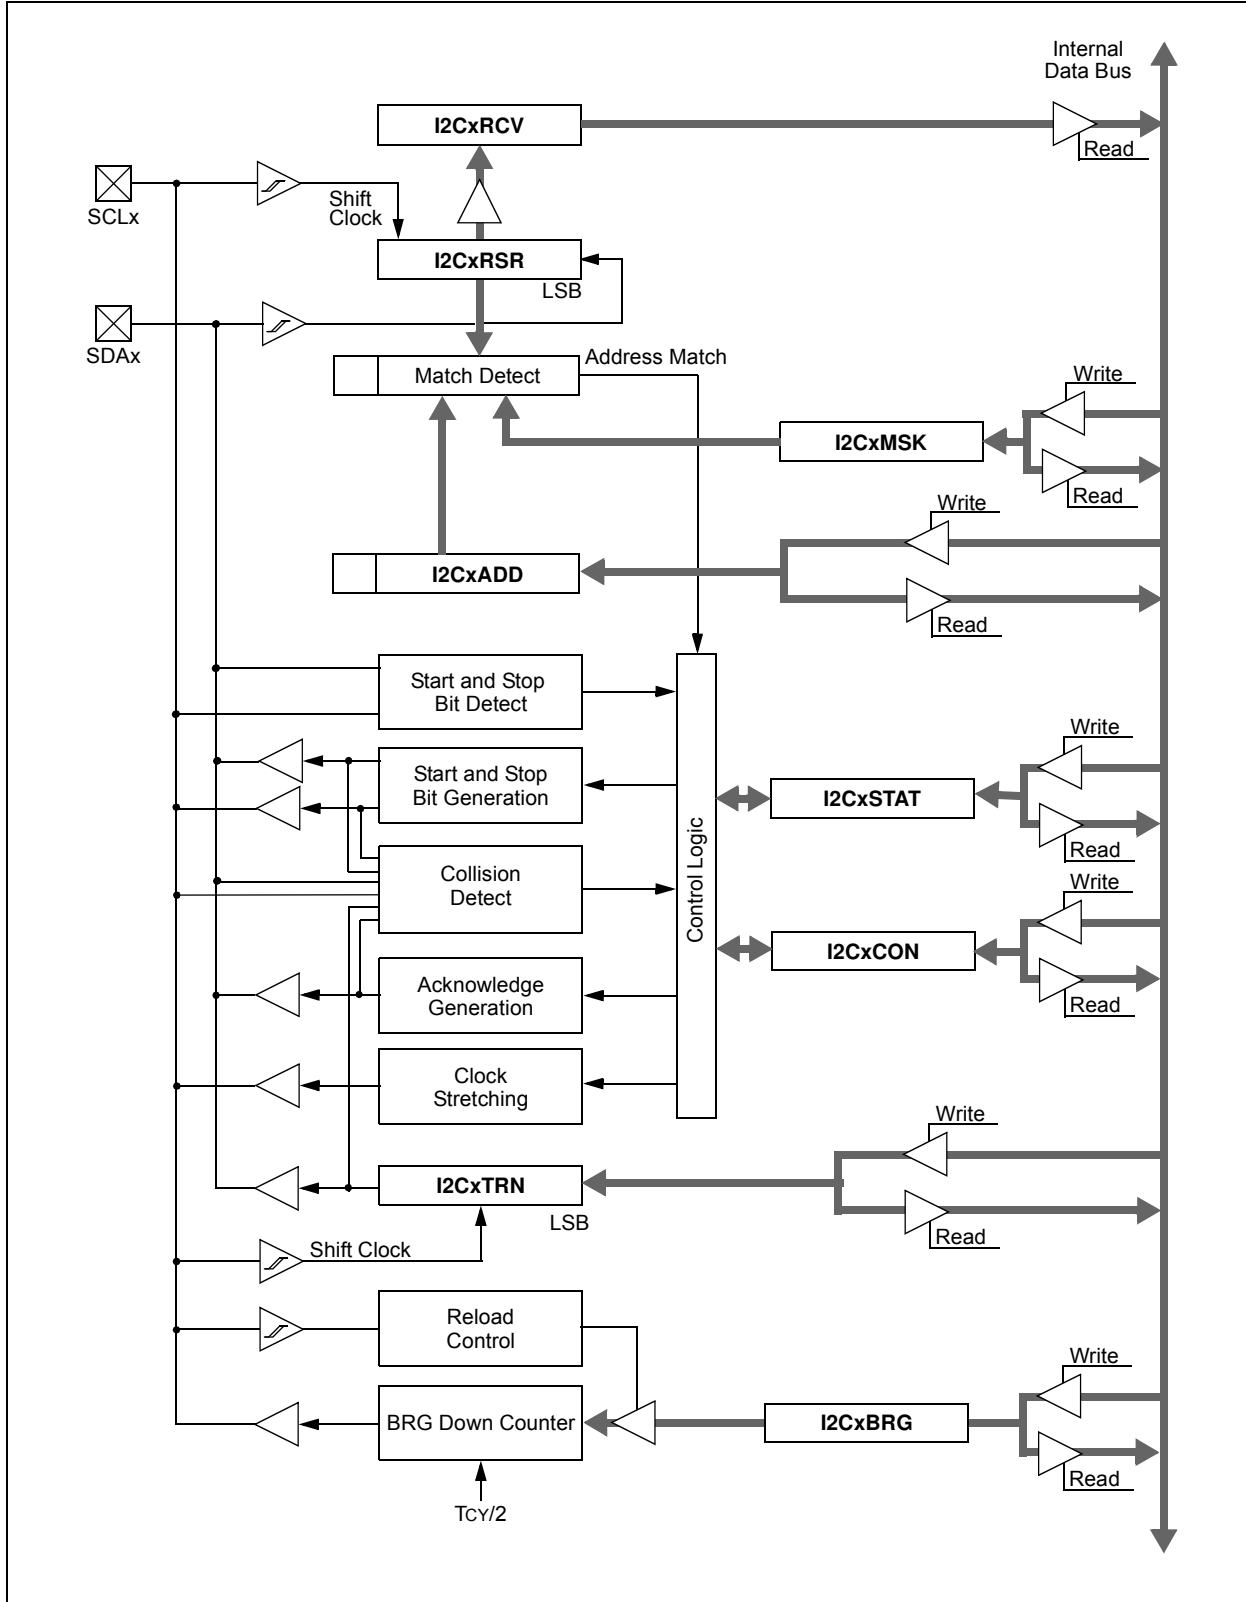 Internal
Data Bus
I2CxRCV
Read
SCLx
Shift
Clock
I2CxRSR
LSB
SDAx
Address Match
Match Detect
Write
I2CxMSK
Read
Write
I2CxADD
Read
Start and Stop
Bit Detect
Write
Start and Stop
Bit Generation
I2CxSTAT
Control Logic
Read
Collision
Detect
Write
I2CxCON
Acknowledge
Generation
Read
Clock
Stretching
Write
I2CxTRN
LSB
Read
Shift Clock
Reload
Control
Write
BRG Down Counter
I2CxBRG
Read
TCY/2